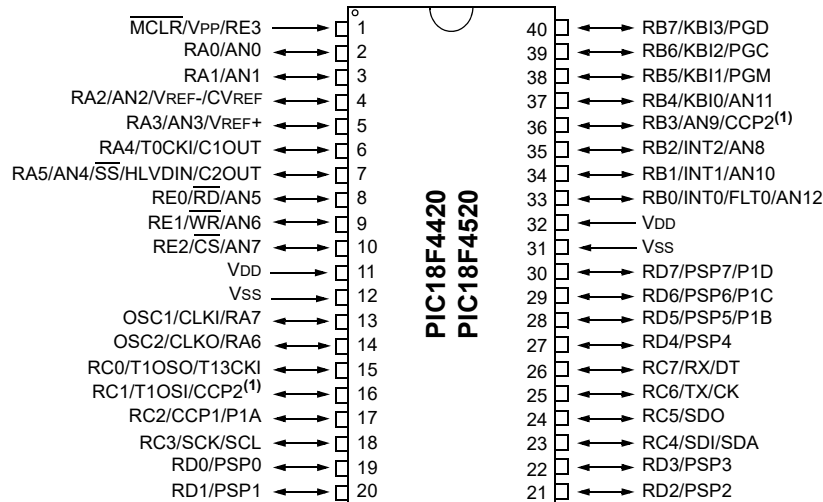 MCLR/VPP/RE3 1
RA0/AN0 2
RA1/AN1 3
RA2/AN2/VREF-/CVREF 4
RA3/AN3/VREF+ 5
RA4/T0CKI/C1OUT 6
RA5/AN4/SS/HLVDIN/C2OUT 7
RE0/RD/AN5 8
RE1/WR/AN6 9
RE2/CS/AN7 10
VDD 11
VSS 12
OSC1/CLKI/RA7 13
OSC2/CLKO/RA6 14
RC0/T1OSO/T13CKI 15
RC1/T1OSI/CCP2(1) 16
RC2/CCP1/P1A 17
RC3/SCK/SCL 18
RD0/PSP0 19
RD1/PSP1 20
PIC18F4420
PIC18F4520
40 RB7/KBI3/PGD
39 RB6/KBI2/PGC
38 RB5/KBI1/PGM
37 RB4/KBI0/AN11
36 RB3/AN9/CCP2(1)
35 RB2/INT2/AN8
34 RB1/INT1/AN10
33 RB0/INT0/FLT0/AN12
32 VDD
31 VSS
30 RD7/PSP7/P1D
29 RD6/PSP6/P1C
28 RD5/PSP5/P1B
27 RD4/PSP4
26 RC7/RX/DT
25 RC6/TX/CK
24 RC5/SDO
23 RC4/SDI/SDA
22 RD3/PSP3
21 RD2/PSP2